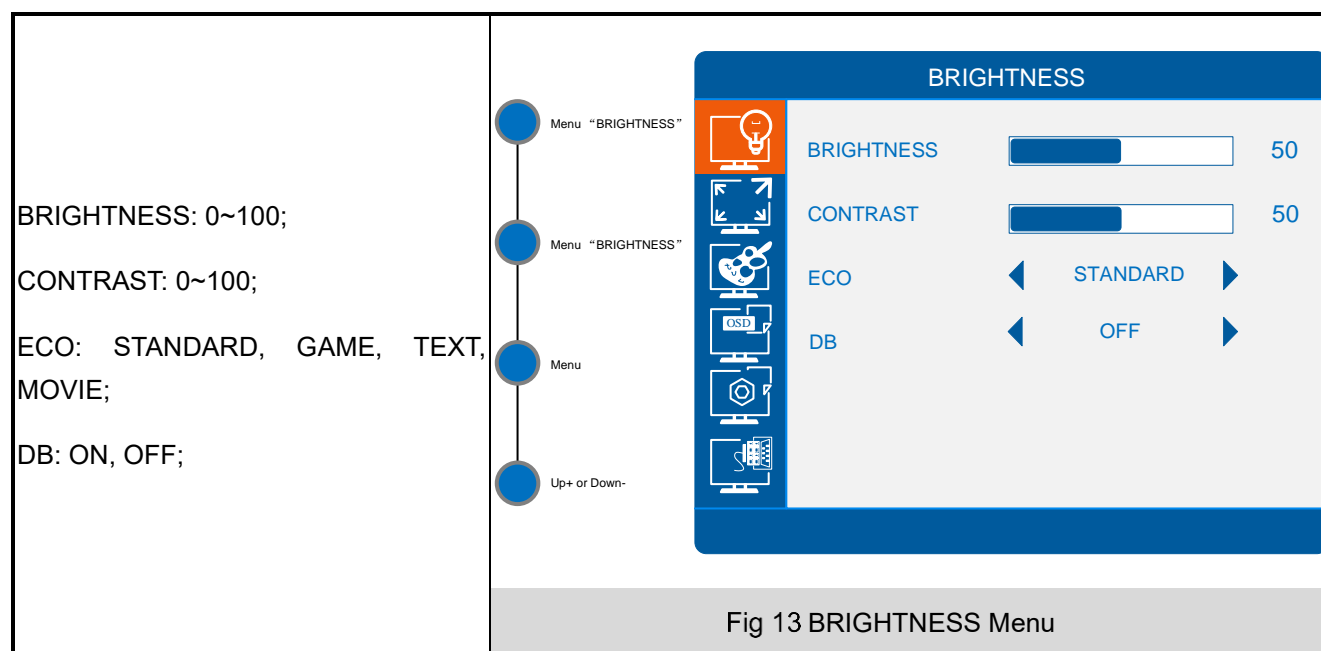 BRIGHTNESS: 0~100;
CONTRAST: 0~100;
ECO: STANDARD, GAME, TEXT,
MOVIE;
DB: ON, OFF;
Menu “BRIGHTNESS”
Menu “BRIGHTNESS”
Menu
Up+ or Down-
BRIGHTNESS
BRIGHTNESS 50
CONTRAST 50
ECO STANDARD
DB OFF
OSD
Fig 13 BRIGHTNESS Menu